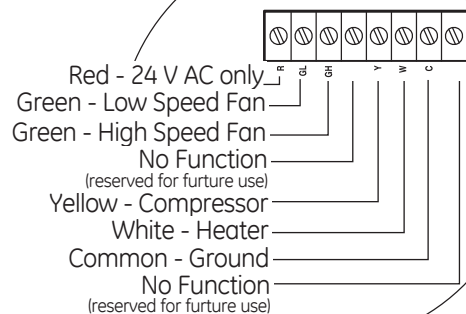 R GL GH Y W C
Red - 24 V AC only
Green - Low Speed Fan
Green - High Speed Fan
No Function
(reserved for furture use)
Yellow - Compressor
White - Heater
Common - Ground
No Function
(reserved for furture use)